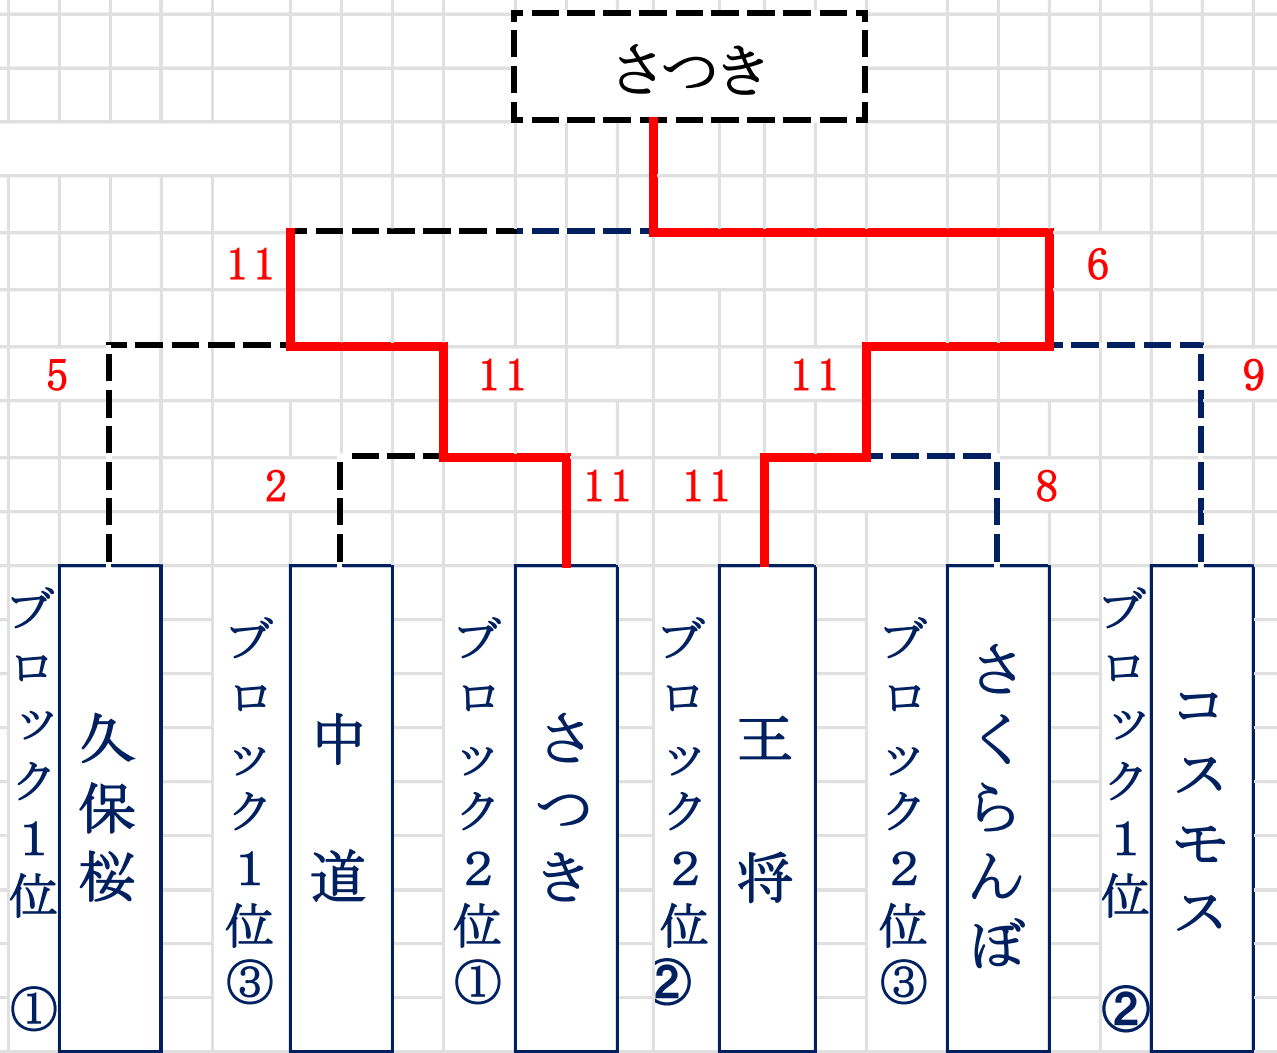 さつき
11
6
5
11
11
9
2
11
11
8
ブロック1位 ①
久保桜
ブロック1位③
中 道
ブロック2位①
さつき
ブロック2位②
王 将
ブロック2位③
さくらんぼ
ブロック1位 ②
コスモス